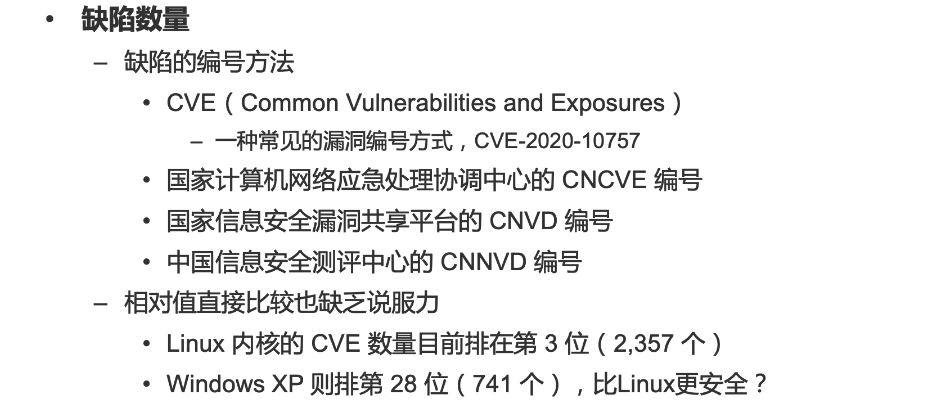 • 缺陷数量
– 缺陷的编号方法
• CVE（Common Vulnerabilities and Exposures）
– 一种常见的漏洞编号方式，CVE-2020-10757
• 国家计算机网络应急处理协调中心的 CNCVE 编号
• 国家信息安全漏洞共享平台的 CNVD 编号
• 中国信息安全测评中心的 CNNVD 编号
– 相对值直接比较也缺乏说服力
• Linux 内核的 CVE 数量目前排在第 3 位（2,357 个）
• Windows XP 则排第 28 位（741 个），比Linux更安全？